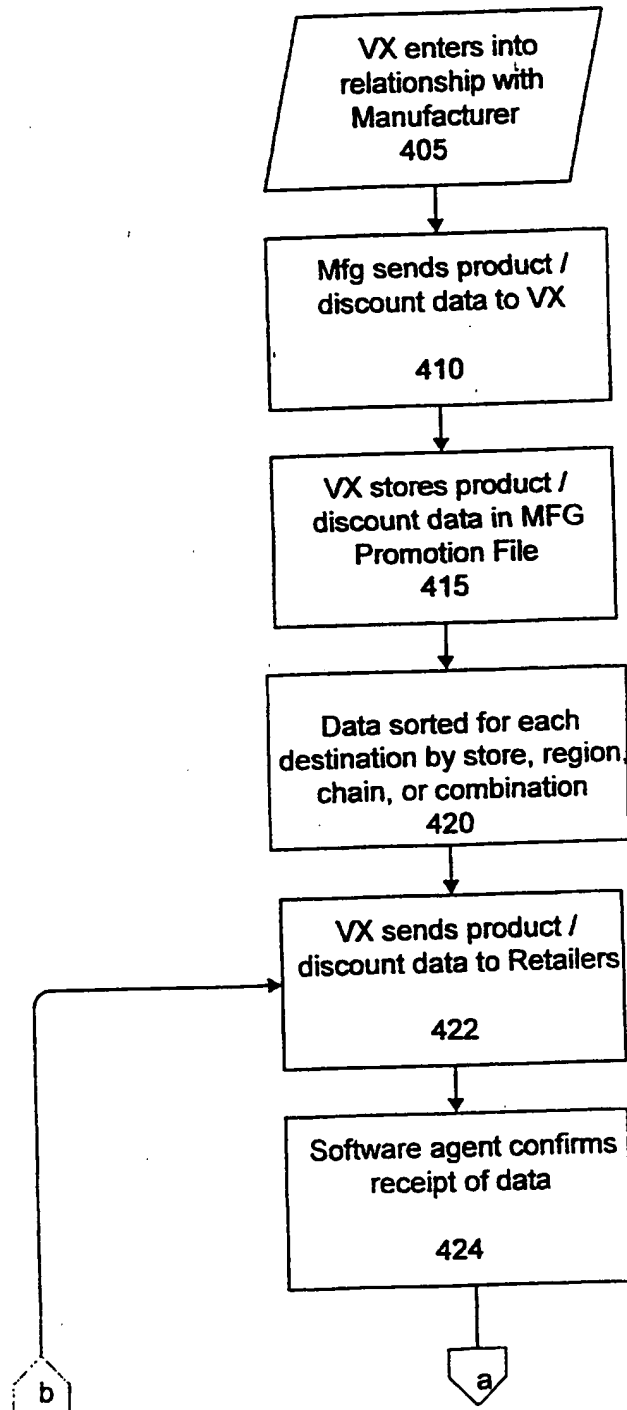 VX enters into
relationship with
Manufacturer
405
Mfg sends product /
discount data to VX
410
VX stores product /
discount data in MFG
Promotion File
415
Data sorted for each
destination by store, region,
chain, or combination
420
VX sends product /
discount data to Retailers
422
Software agent confirms
receipt of data
424
b
a